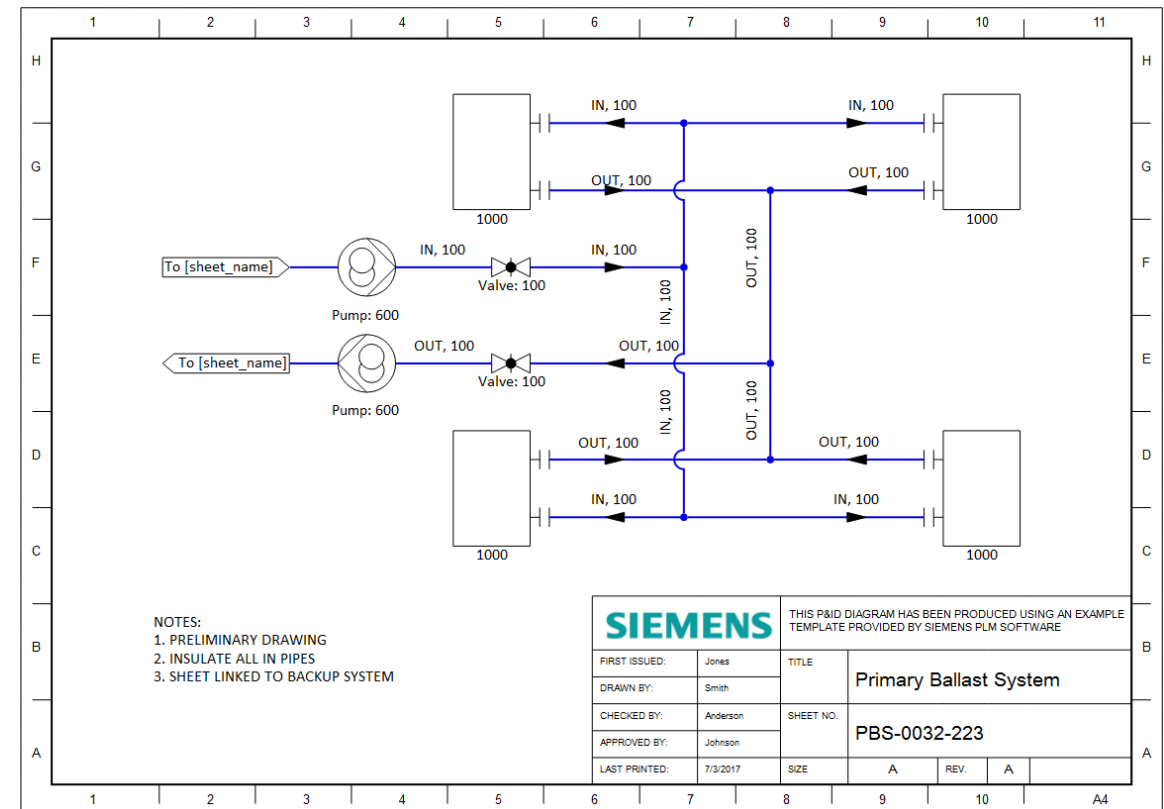 1 2 3 4 5 6 7 8 9 10 11
H H
IN, 100 IN, 100
G G
OUT, 100 OUT, 100
1000 1000
F F
IN, 100 IN, 100
OUT, 100
To [sheet_name]
Valve: 100
IN, 100
Pump: 600
E E
OUT, 100 OUT, 100
To [sheet_name]
Valve: 100
Pump: 600
IN, 100
OUT, 100
D D
OUT, 100 OUT, 100
IN, 100 IN, 100
C C
1000 1000
NOTES:
1. PRELIMINARY DRAWING
2. INSULATE ALL IN PIPES
3. SHEET LINKED TO BACKUP SYSTEM
B B
SIEMENS
THIS P&ID DIAGRAM HAS BEEN PRODUCED USING AN EXAMPLE
TEMPLATE PROVIDED BY SIEMENS PLM SOFTWARE
FIRST ISSUED: Jones
TITLE
Primary Ballast System
DRAWN BY: Smith
CHECKED BY: Anderson
SHEET NO.
PBS-0032-223
APPROVED BY: Johnson
A A
LAST PRINTED: 7/3/2017 SIZE A REV. A
1 2 3 4 5 6 7 8 9 10 A4